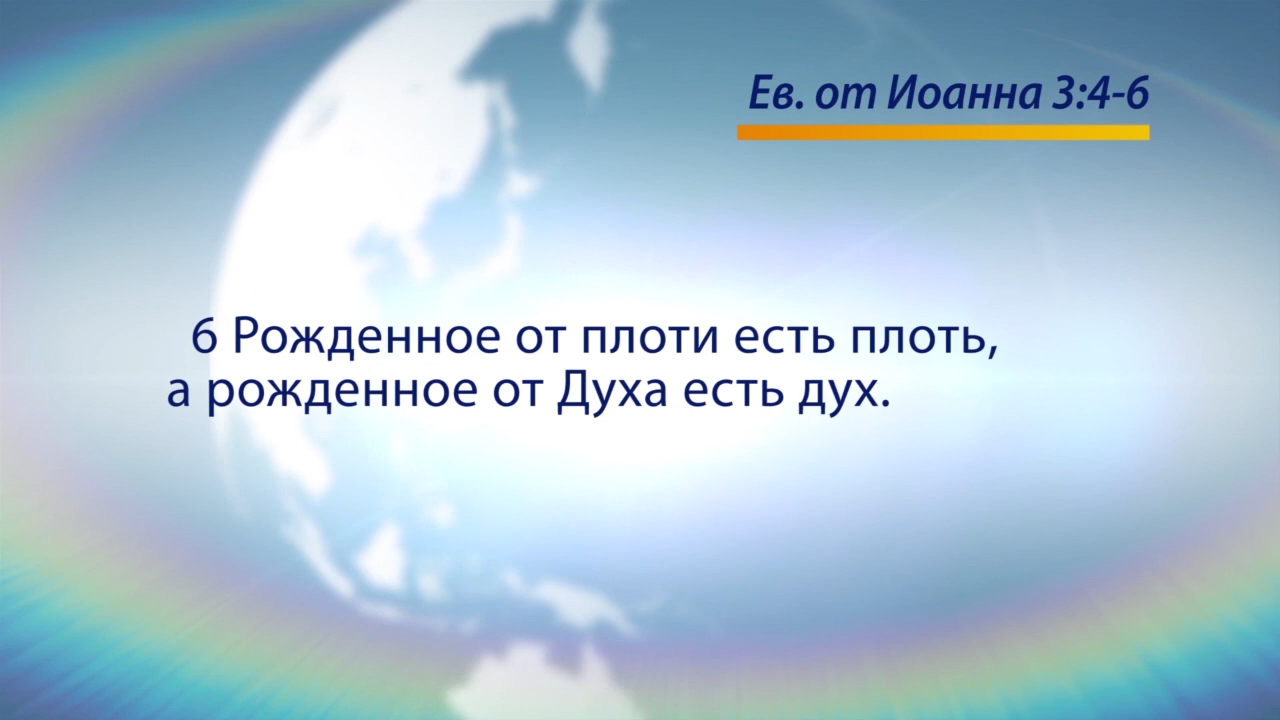 Ев. от Иоанна 3:4-6
6 Рожденное от плоти есть плоть,
а рожденное от Духа есть дух.